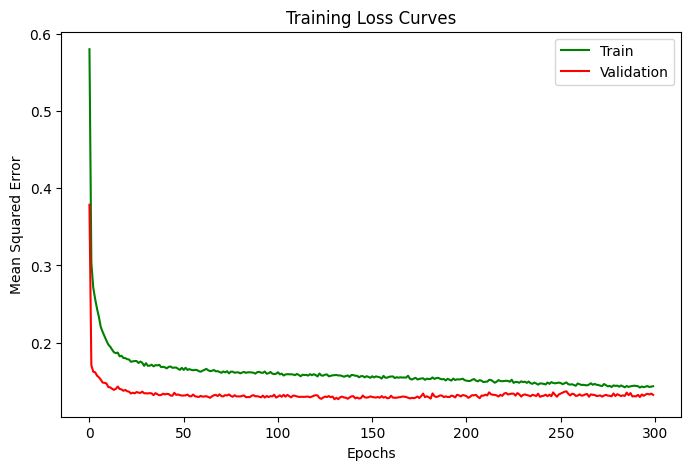 Training Loss Curves
0.6
0.5
0.4
0.3
0.2
Mean Squared Error
Train
Validation
0 50 100 150 200 250 300
Epochs